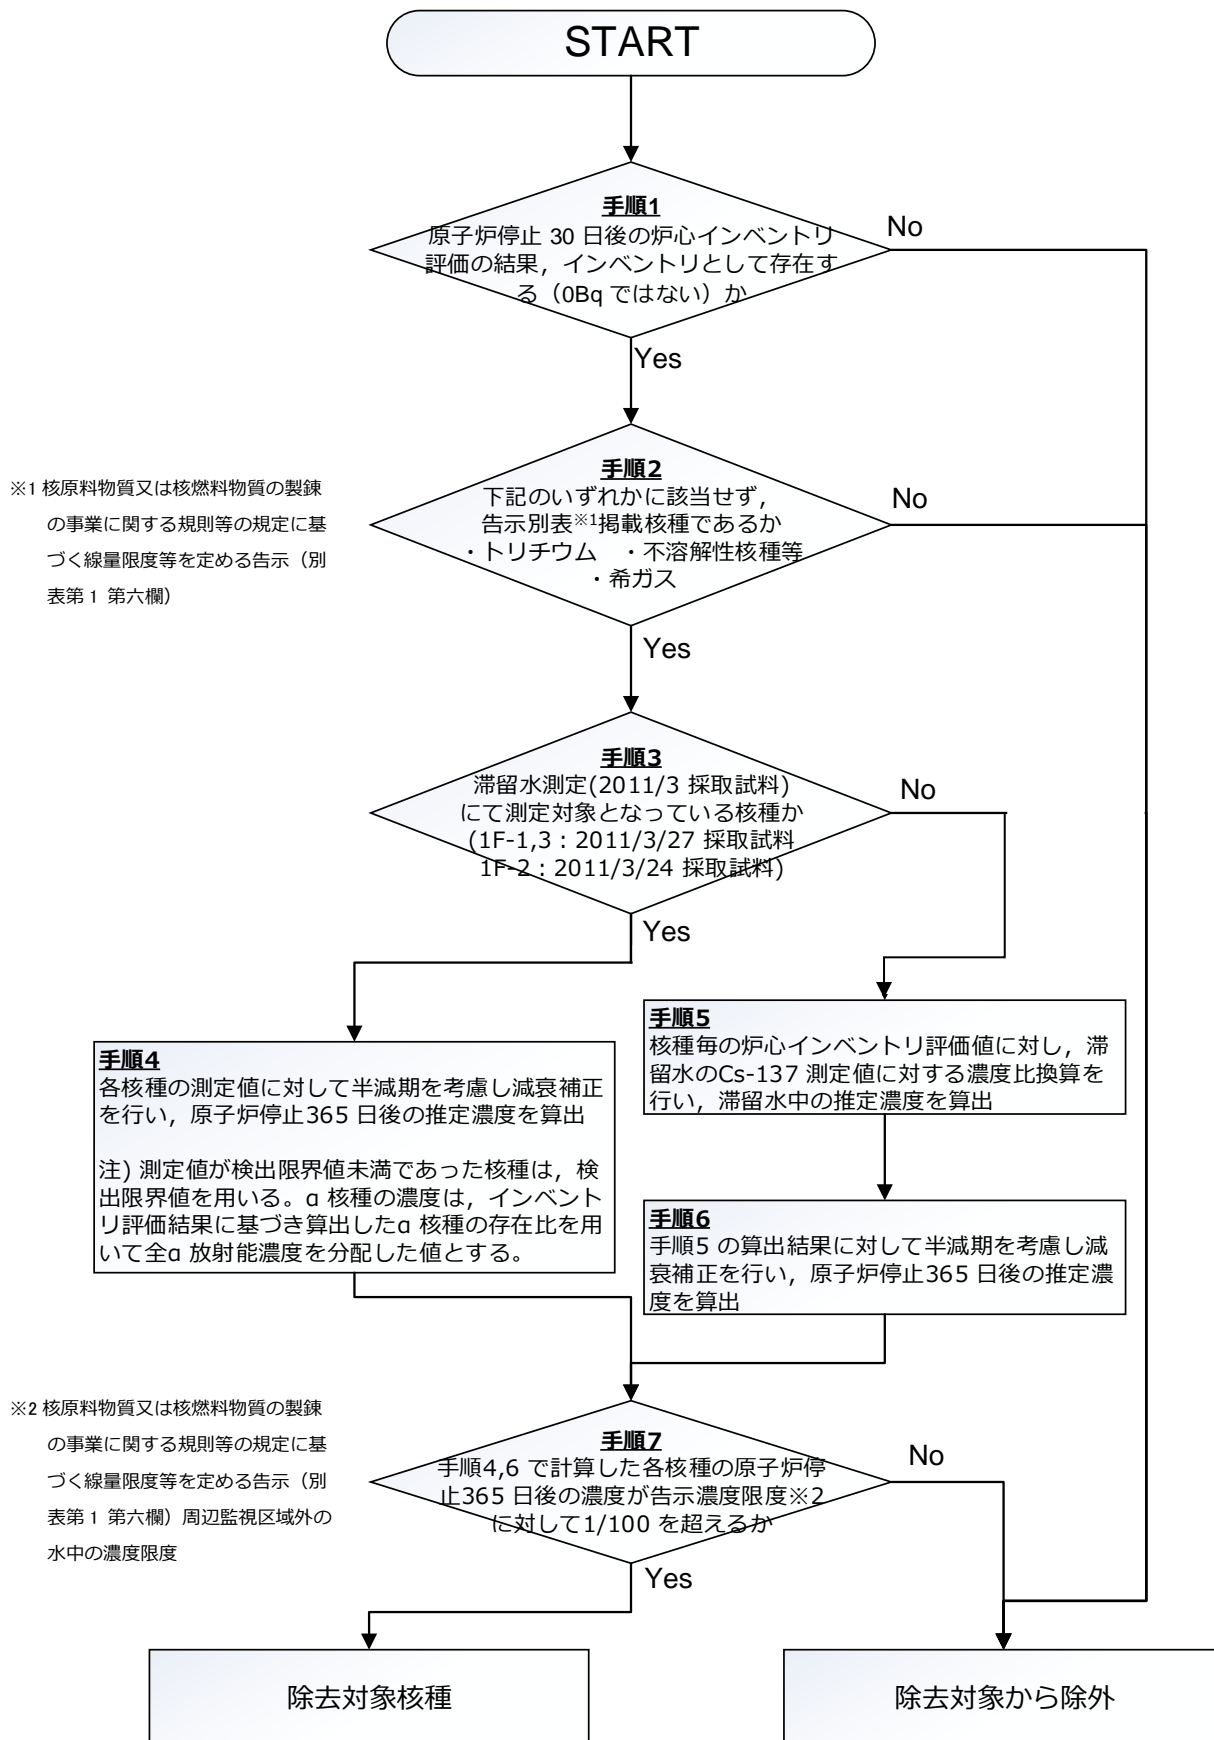 START
手順1
原子炉停止 30 日後の炉心インベントリ
評価の結果，インベントリとして存在す
る（0Bq ではない）か
No
Yes
※1 核原料物質又は核燃料物質の製錬
の事業に関する規則等の規定に基
づく線量限度等を定める告示（別
表第 1 第六欄）
手順2
下記のいずれかに該当せず，
告示別表※1掲載核種であるか
・トリチウム ・不溶解性核種等
・希ガス
No
Yes
手順3
滞留水測定(2011/3 採取試料)
にて測定対象となっている核種か
(1F-1,3：2011/3/27 採取試料
1F-2：2011/3/24 採取試料)
No
Yes
手順4
各核種の測定値に対して半減期を考慮し減衰補正
を行い，原子炉停止365 日後の推定濃度を算出
注) 測定値が検出限界値未満であった核種は，検
出限界値を用いる。α 核種の濃度は，インベント
リ評価結果に基づき算出したα 核種の存在比を用
いて全α 放射能濃度を分配した値とする。
手順5
核種毎の炉心インベントリ評価値に対し，滞
留水のCs-137 測定値に対する濃度比換算を
行い，滞留水中の推定濃度を算出
手順6
手順5 の算出結果に対して半減期を考慮し減
衰補正を行い，原子炉停止365 日後の推定濃
度を算出
※2 核原料物質又は核燃料物質の製錬
の事業に関する規則等の規定に基
づく線量限度等を定める告示（別
表第 1 第六欄）周辺監視区域外の
水中の濃度限度
手順7
手順4,6 で計算した各核種の原子炉停
止365 日後の濃度が告示濃度限度※2
に対して1/100 を超えるか
No
Yes
除去対象核種
除去対象から除外